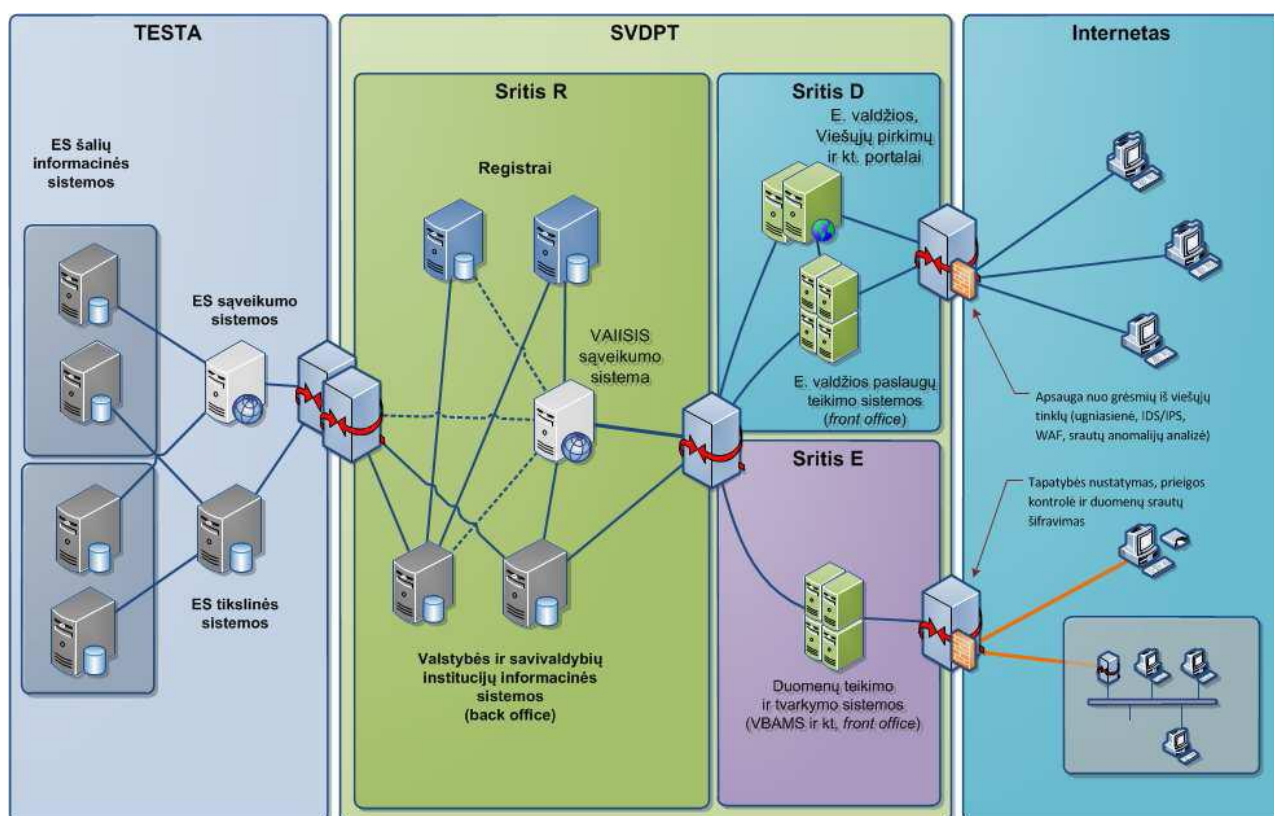 TESTA
SVDPT
Internetas
Sritis R
Sritis D
ES šalių
informacinės
sistemos
Registrai
E. valdžios,
Viešųjų pirkimų
ir kt. portalai
ES sąveikumo
sistemos
VAIISIS
sąveikumo
sistema
E. valdžios paslaugų
teikimo sistemos
(front office)
Apsauga nuo grėsmių iš viešųjų
tinklų (ugniasienė, IDS/IPS,
WAF, srautų anomalijų analizė)
Sritis E
Tapatybės nustatymas, prieigos
kontrolė ir duomenų srautų
šifravimas
ES tikslinės
sistemos
Valstybės ir savivaldybių
institucijų informacinės
sistemos
(back office)
Duomenų teikimo
ir tvarkymo sistemos
(VBAMS ir kt, front office)